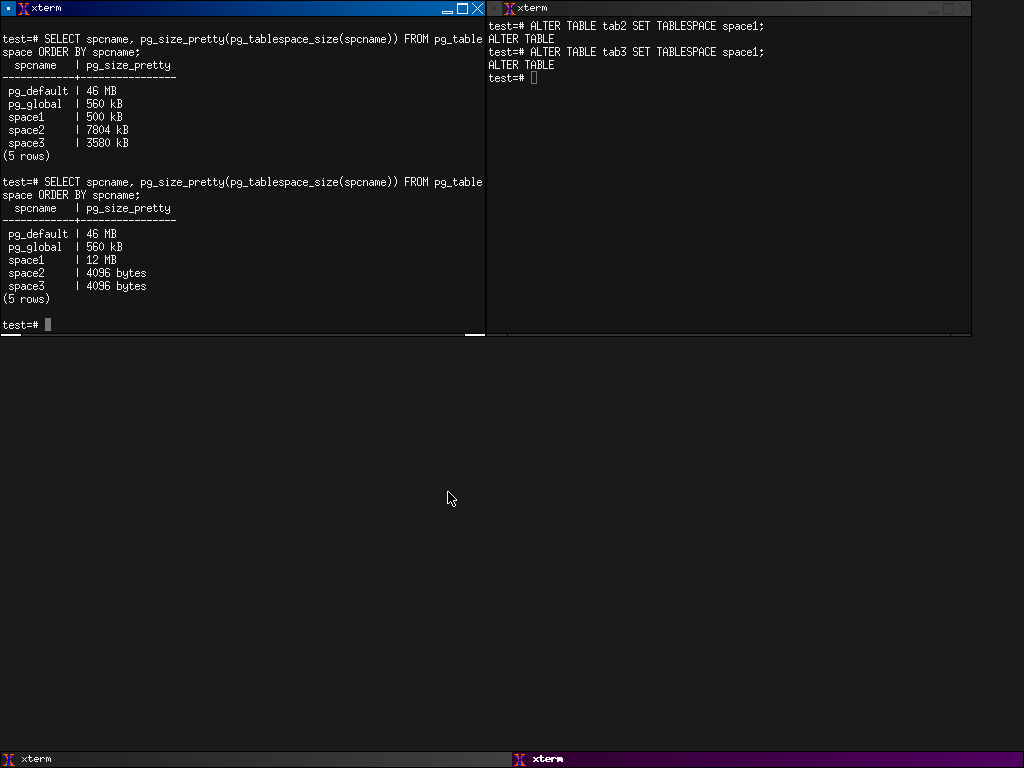 xterm
test=# SELECT spcname, pg_size_pretty(pg_tablespace_size(spcname)) FROM pg_table
space ORDER BY spcname;
  spcname   | pg_size_pretty
------------+----------------
 pg_default | 46 MB
 pg_global  | 560 kB
 space1     | 500 kB
 space2     | 7804 kB
 space3     | 3580 kB
(5 rows)
test=# SELECT spcname, pg_size_pretty(pg_tablespace_size(spcname)) FROM pg_table
space ORDER BY spcname;
  spcname   | pg_size_pretty
------------+----------------
 pg_default | 46 MB
 pg_global  | 560 kB
 space1     | 12 MB
 space2     | 4096 bytes
 space3     | 4096 bytes
(5 rows)
test=#
xterm
test=# ALTER TABLE tab2 SET TABLESPACE space1;
ALTER TABLE
test=# ALTER TABLE tab3 SET TABLESPACE space1;
ALTER TABLE
test=#
xterm
xterm